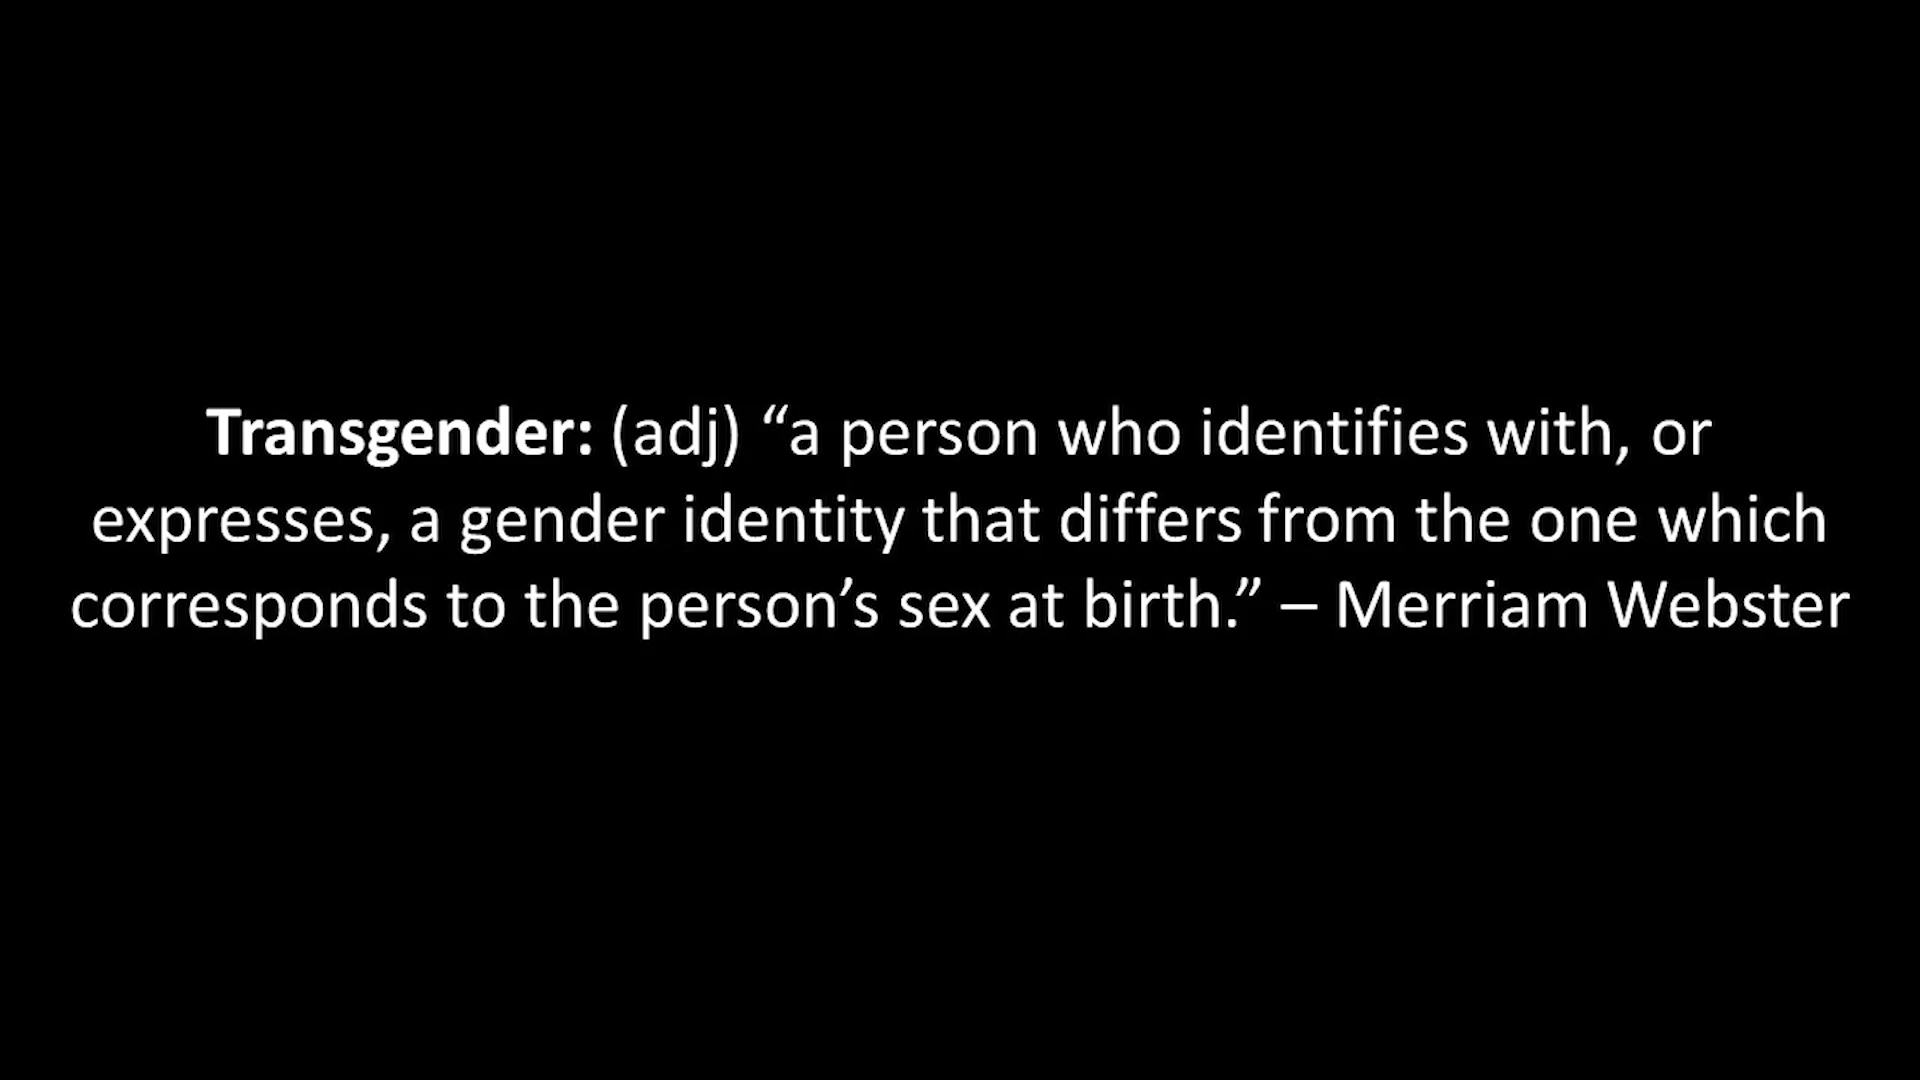 Transgender: (adj) “a person who identifies with, or
expresses, a gender identity that differs from the one which
corresponds to the person’s sex at birth.” – Merriam Webster